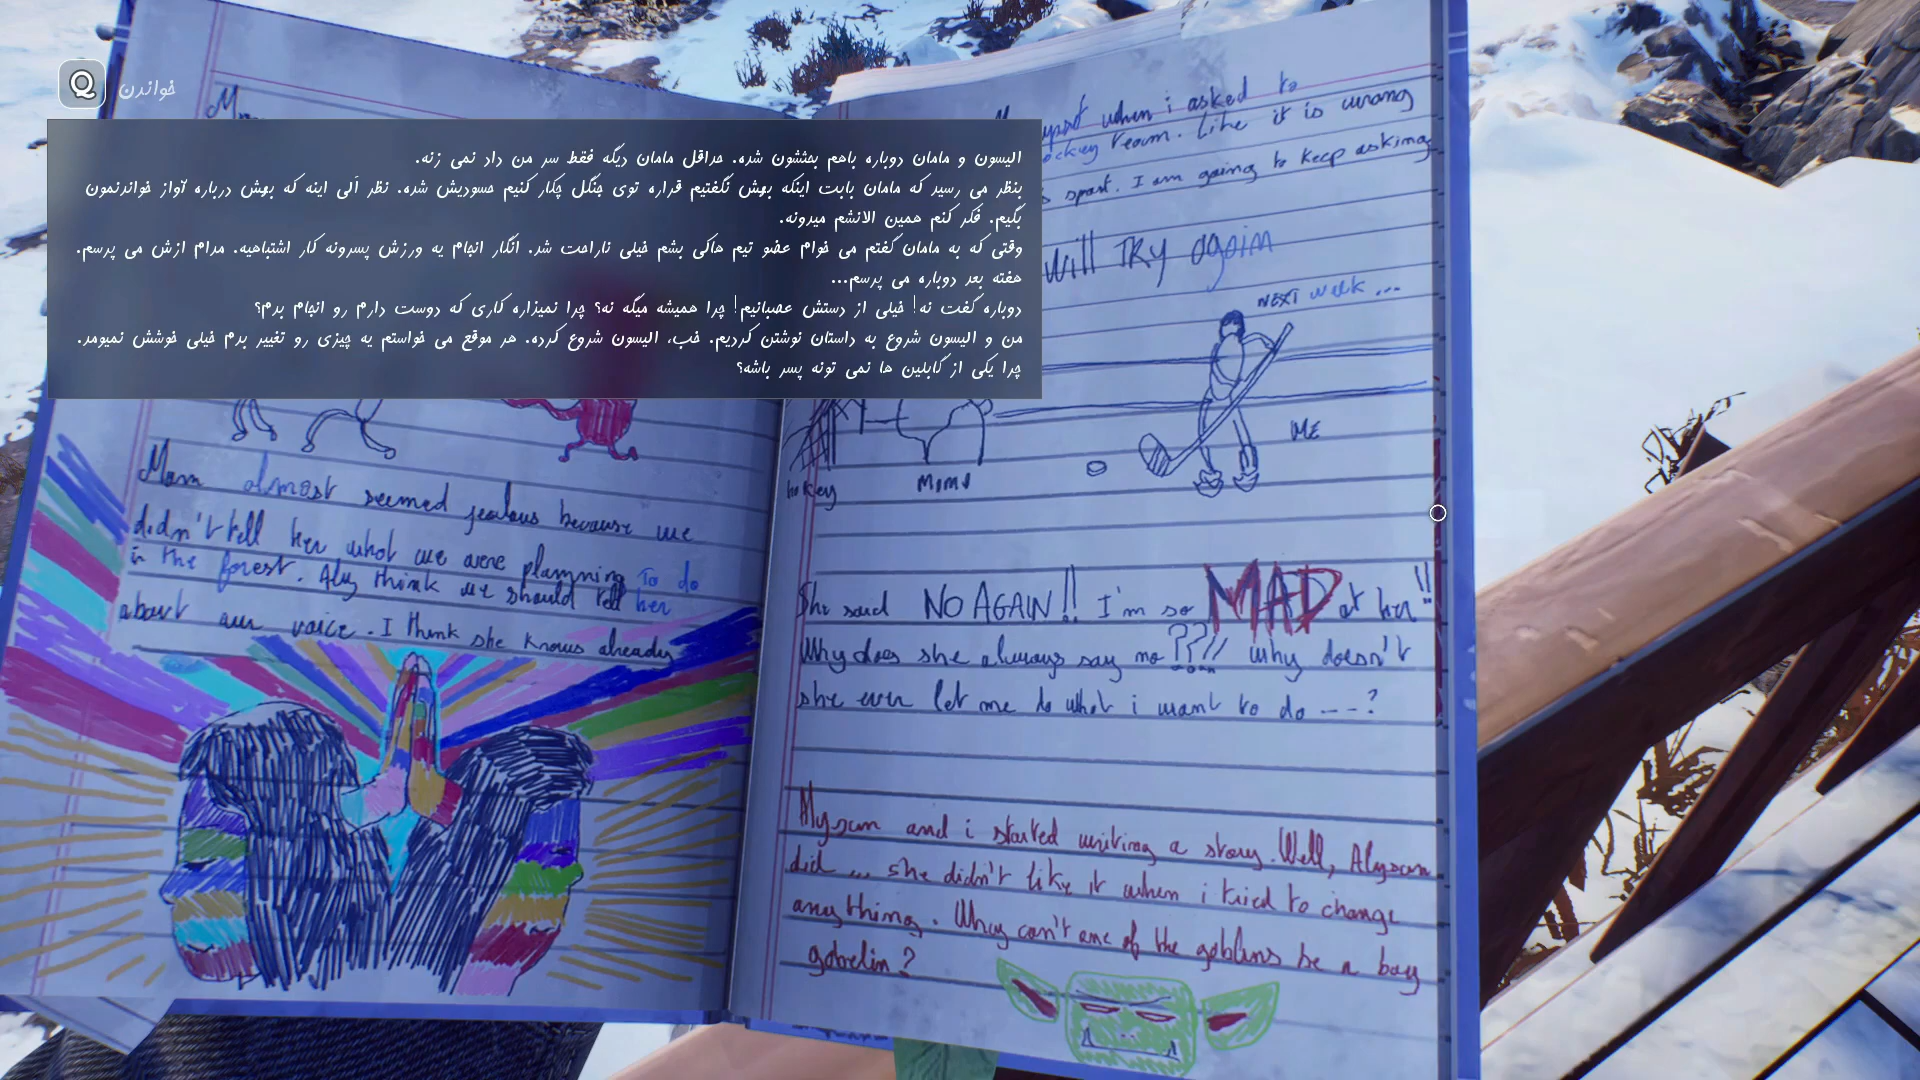 Q خواندن
الیسون و مامان دوباره باهم بحثشون شده. حداقل مامان دیگه فقط سر من داد نمی زنه.
بنظر می رسید که مامان بابت اینکه بهش نگفتیم قراره توی جنگل چکار کنیم حسودیش شده. نظر اَلی اینه که بهش درباره آواز خواندنمون
بگیم. فکر کنم همین الانشم میدونه.
وقتی که به مامان گفتم می خوام عضو تیم هاکی بشم خیلی ناراحت شد. انگار انجام یه ورزش پسرونه کار اشتباهیه. مدام ازش می پرسم.
هفته بعد دوباره می پرسم...
دوباره گفت نه! خیلی از دستش عصبانیم! چرا همیشه میگه نه؟ چرا نمیزاره کاری که دوست دارم رو انجام بدم؟
من و الیسون شروع به داستان نوشتن کردیم. خب، الیسون شروع کرده. هر موقع می خواستم یه چیزی رو تغییر بدم خیلی خوشش نمیومد.
چرا یکی از گابلین ها نمی تونه پسر باشه؟
Mom almost seemed jealous because we
didn't tell her what we were planning to do
in the forest. Aly think we should tell her
about our voice. I think she knows already
when i asked to
team. Like it is wrong
sport. I am going to keep asking
will TRY again
NEXT week ...
hokey
MOM
ME
She said NO AGAIN!! I'm so MAD at her!!
Why does she always say no ??!! why doesn't
she ever let me do what i want to do ---?
Alyson and i started writing a story. Well, Alyson
did ... she didn't like it when i tried to change
anything. Why can't one of the goblins be a boy
gobelin?